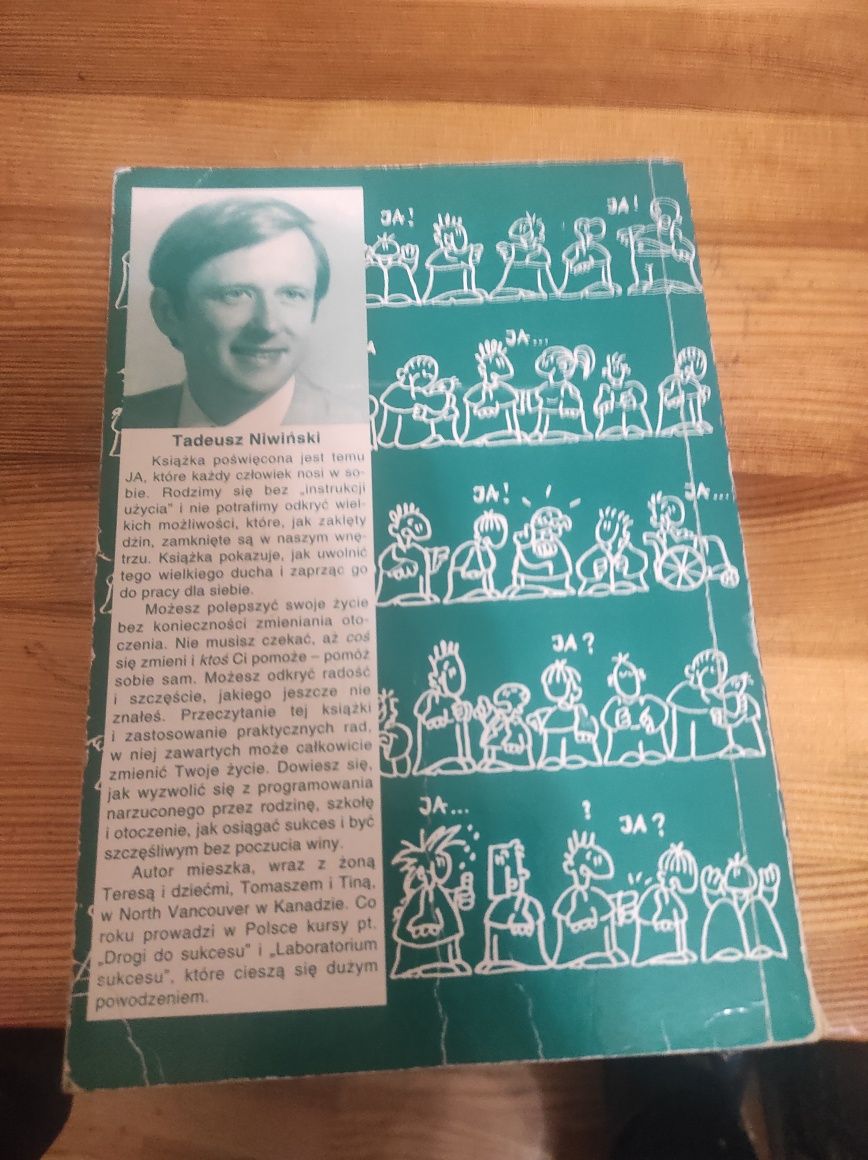 JA!
JA!
JA...
JA!
JA...
JA?
JA...
?
JA?
Tadeusz Niwiński
Książka poświęcona jest temu
JA, które każdy człowiek nosi w so-
bie. Rodzimy się bez „instrukcji
użycia" i nie potrafimy odkryć wiel-
kich możliwości, które, jak zaklęty
dżin, zamknięte są w naszym wnę-
trzu. Książka pokazuje, jak uwolnić
tego wielkiego ducha i zaprząc go
do pracy dla siebie.
Możesz polepszyć swoje życie
bez konieczności zmieniania oto-
czenia. Nie musisz czekać, aż coś
się zmieni i ktoś Ci pomoże – pomóż
sobie sam. Możesz odkryć radość
i szczęście, jakiego jeszcze nie
znałeś. Przeczytanie tej książki
i zastosowanie praktycznych rad,
w niej zawartych może całkowicie
zmienić Twoje życie. Dowiesz się,
jak wyzwolić się z programowania
narzuconego przez rodzinę, szkołę
i otoczenie, jak osiągać sukces i być
szczęśliwym bez poczucia winy.
Autor mieszka, wraz z żoną
Teresą i dziećmi, Tomaszem i Tiną,
w North Vancouver w Kanadzie. Co
roku prowadzi w Polsce kursy pt.
„Drogi do sukcesu" i „Laboratorium
sukcesu", które cieszą się dużym
powodzeniem.